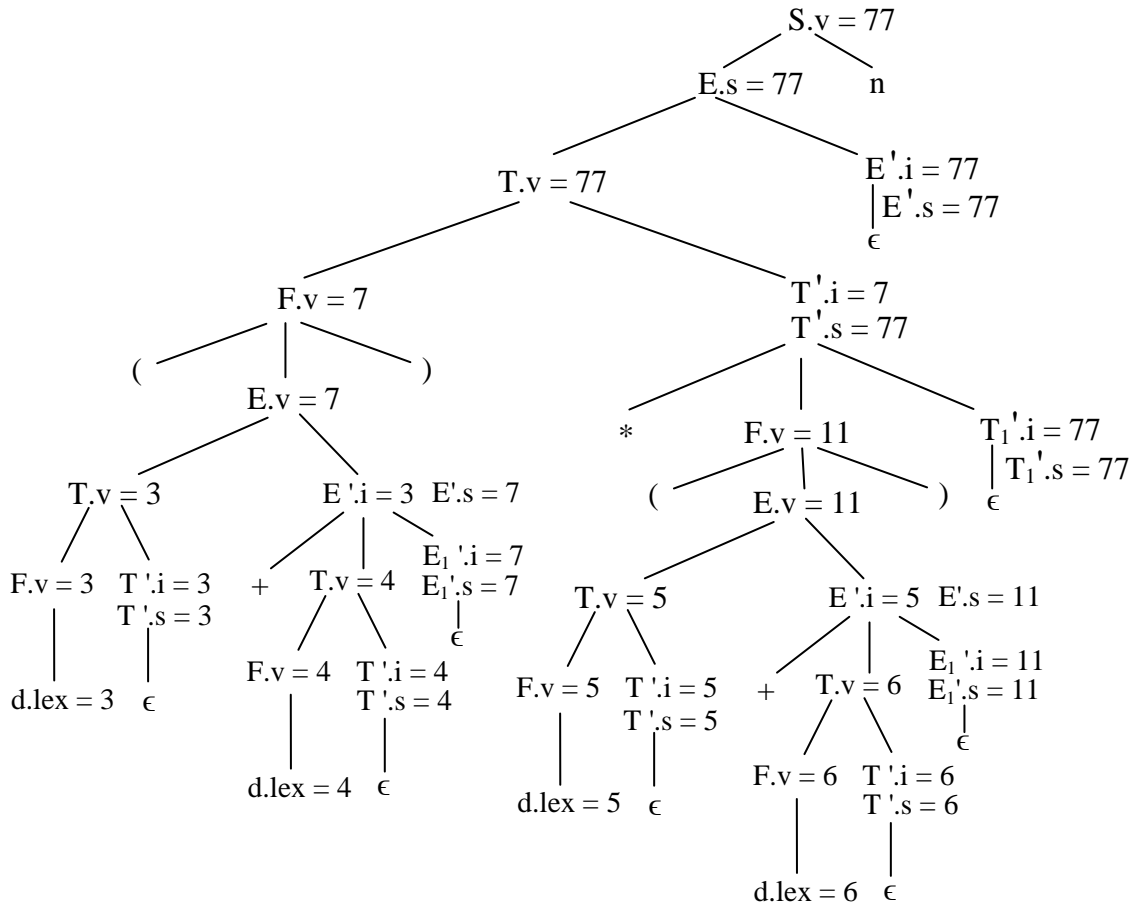 S.v = 77
E.s = 77
n
T.v = 77
E'.i = 77
E'.s = 77
ϵ
F.v = 7
T'.i = 7
T'.s = 77
(
)
E.v = 7
*
F.v = 11
T₁'.i = 77
T₁'.s = 77
ϵ
T.v = 3
E'.i = 3 E'.s = 7
(
)
E.v = 11
F.v = 3
T'.i = 3
T'.s = 3
+
T.v = 4
E₁'.i = 7
E₁'.s = 7
ϵ
T.v = 5
E'.i = 5 E'.s = 11
d.lex = 3
ϵ
F.v = 4
T'.i = 4
T'.s = 4
F.v = 5
T'.i = 5
T'.s = 5
+
T.v = 6
E₁'.i = 11
E₁'.s = 11
ϵ
d.lex = 4
ϵ
d.lex = 5
ϵ
F.v = 6
T'.i = 6
T'.s = 6
d.lex = 6
ϵ